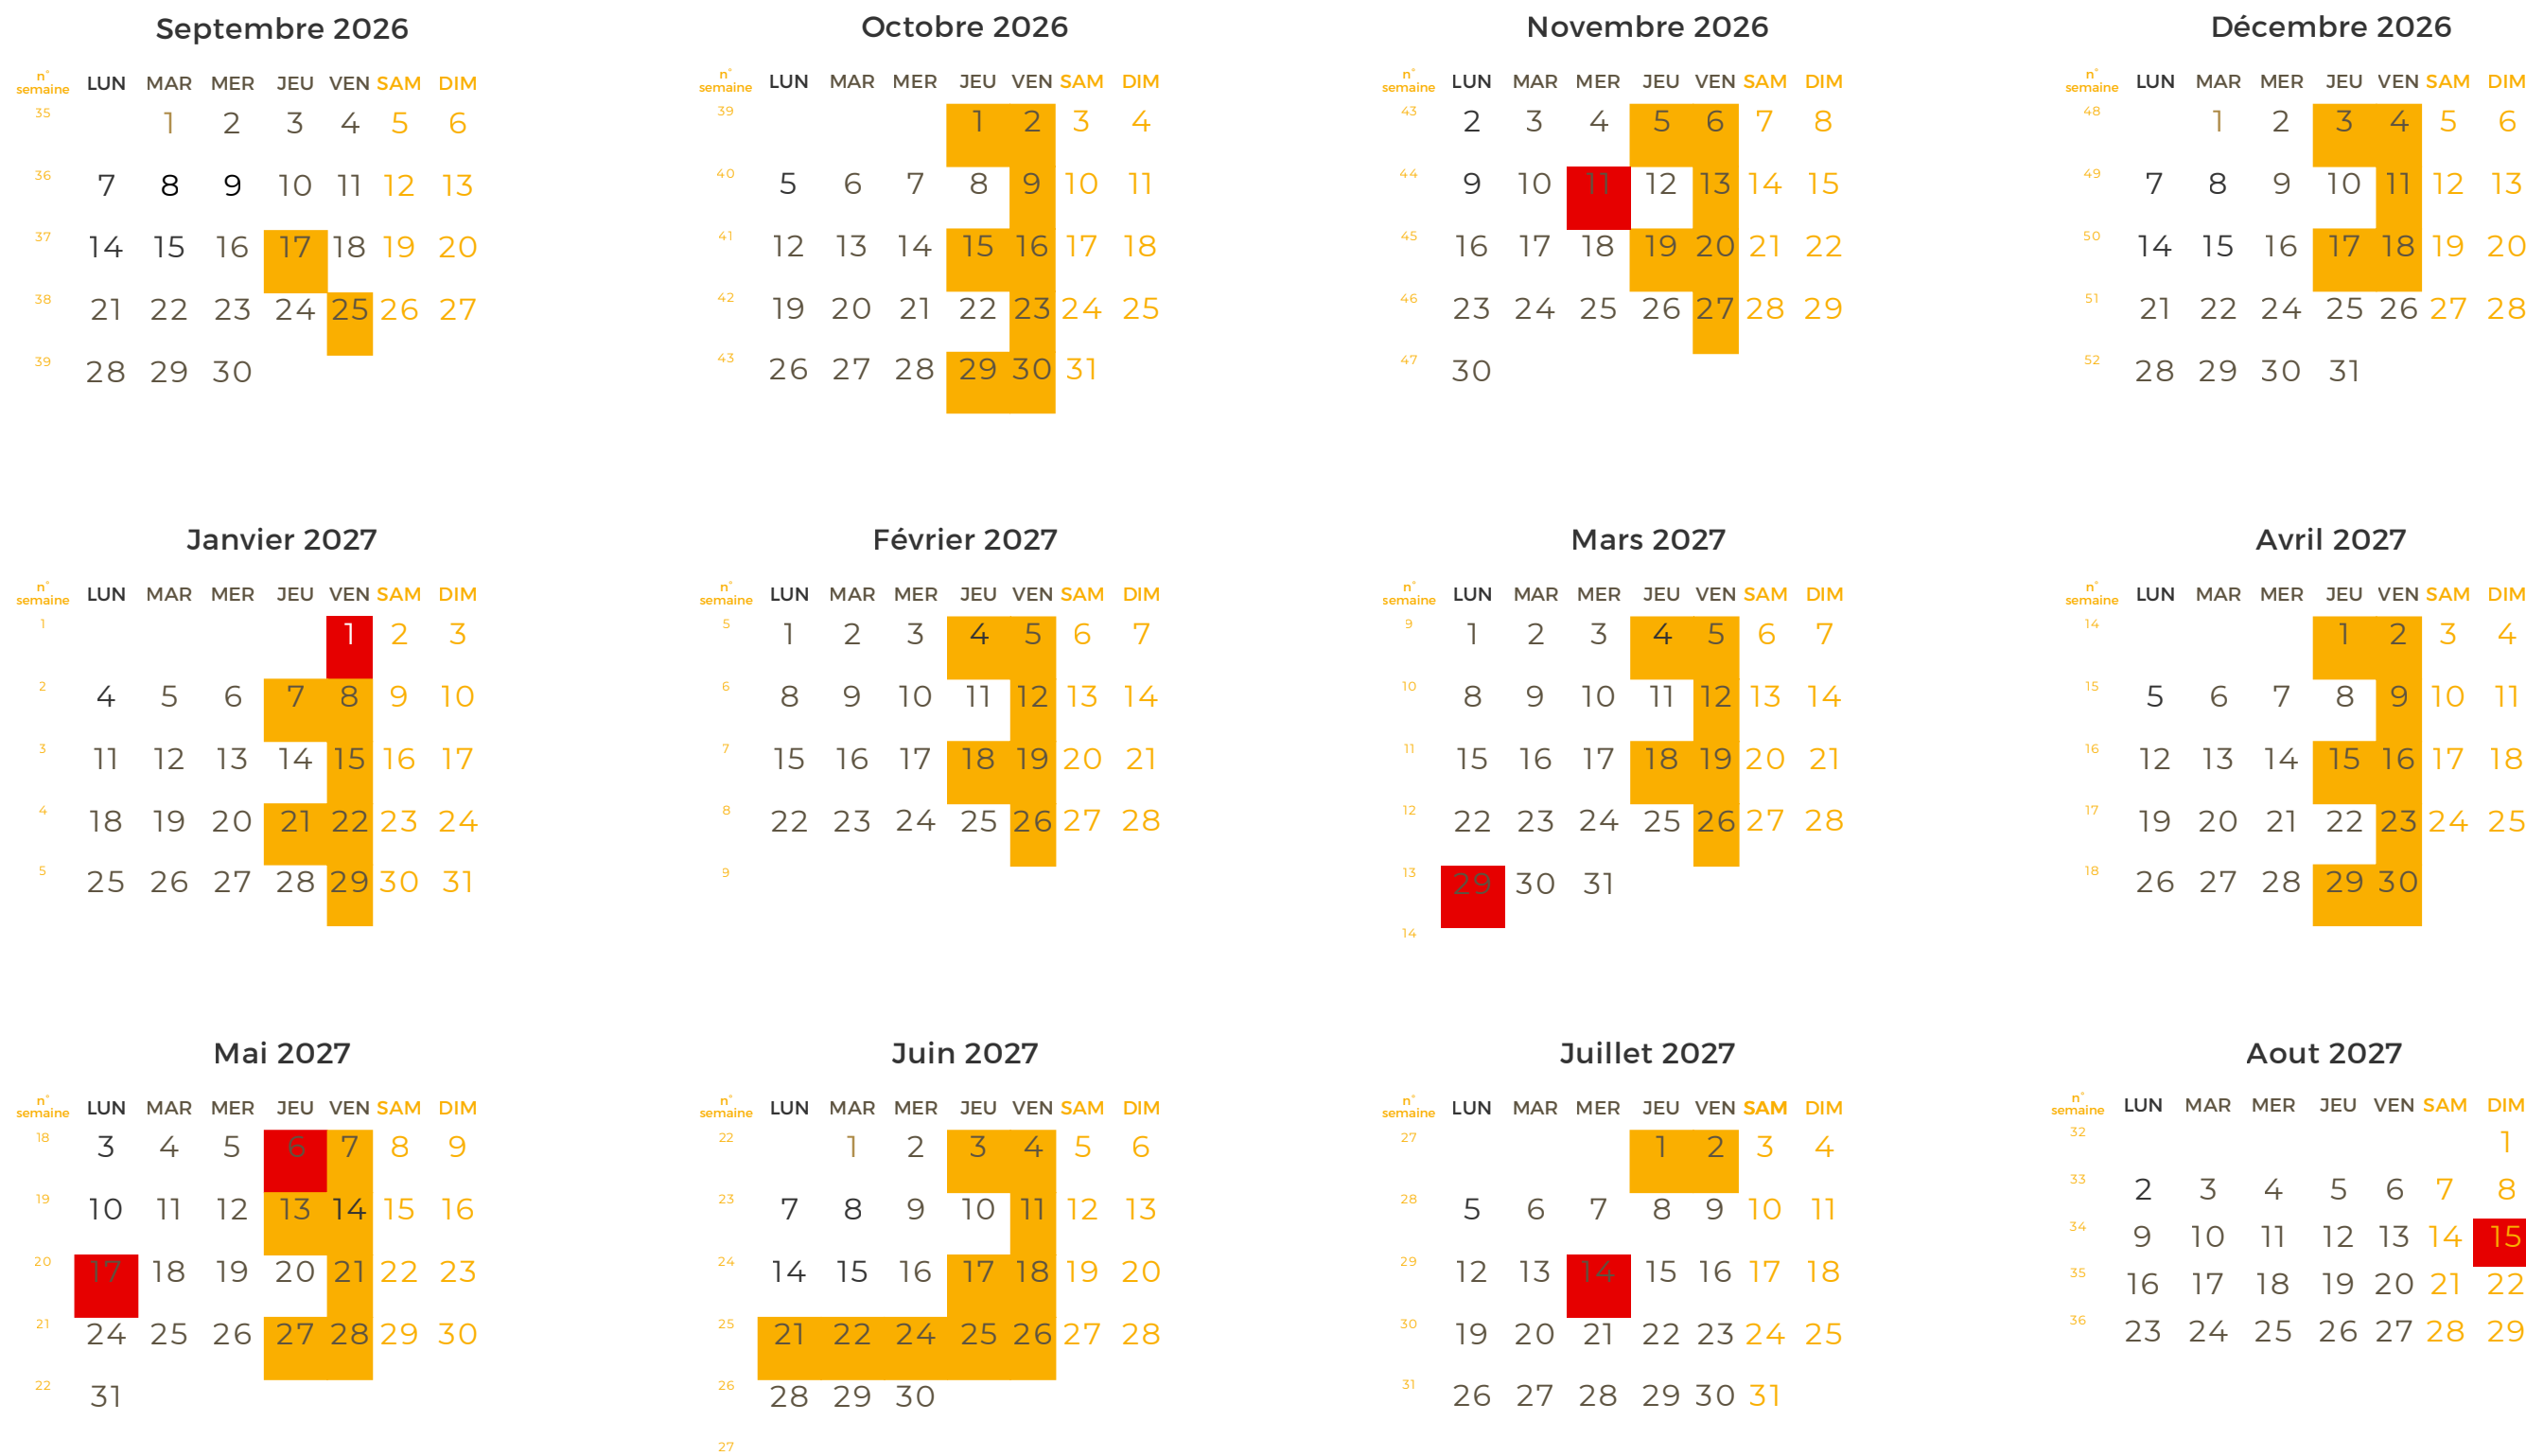 Septembre 2026
n° semaine LUN MAR MER JEU VEN SAM DIM
35 1 2 3 4 5 6
36 7 8 9 10 11 12 13
37 14 15 16 17 18 19 20
38 21 22 23 24 25 26 27
39 28 29 30
Octobre 2026
n° semaine LUN MAR MER JEU VEN SAM DIM
39 1 2 3 4
40 5 6 7 8 9 10 11
41 12 13 14 15 16 17 18
42 19 20 21 22 23 24 25
43 26 27 28 29 30 31
Novembre 2026
n° semaine LUN MAR MER JEU VEN SAM DIM
43 2 3 4 5 6 7 8
44 9 10 11 12 13 14 15
45 16 17 18 19 20 21 22
46 23 24 25 26 27 28 29
47 30
Décembre 2026
n° semaine LUN MAR MER JEU VEN SAM DIM
48 1 2 3 4 5 6
49 7 8 9 10 11 12 13
50 14 15 16 17 18 19 20
51 21 22 24 25 26 27 28
52 28 29 30 31
Janvier 2027
n° semaine LUN MAR MER JEU VEN SAM DIM
1 1 2 3
2 4 5 6 7 8 9 10
3 11 12 13 14 15 16 17
4 18 19 20 21 22 23 24
5 25 26 27 28 29 30 31
Février 2027
n° semaine LUN MAR MER JEU VEN SAM DIM
5 1 2 3 4 5 6 7
6 8 9 10 11 12 13 14
7 15 16 17 18 19 20 21
8 22 23 24 25 26 27 28
9
Mars 2027
n° semaine LUN MAR MER JEU VEN SAM DIM
9 1 2 3 4 5 6 7
10 8 9 10 11 12 13 14
11 15 16 17 18 19 20 21
12 22 23 24 25 26 27 28
13 29 30 31
14
Avril 2027
n° semaine LUN MAR MER JEU VEN SAM DIM
14 1 2 3 4
15 5 6 7 8 9 10 11
16 12 13 14 15 16 17 18
17 19 20 21 22 23 24 25
18 26 27 28 29 30
Mai 2027
n° semaine LUN MAR MER JEU VEN SAM DIM
18 3 4 5 6 7 8 9
19 10 11 12 13 14 15 16
20 17 18 19 20 21 22 23
21 24 25 26 27 28 29 30
22 31
Juin 2027
n° semaine LUN MAR MER JEU VEN SAM DIM
22 1 2 3 4 5 6
23 7 8 9 10 11 12 13
24 14 15 16 17 18 19 20
25 21 22 24 25 26 27 28
26 28 29 30
27
Juillet 2027
n° semaine LUN MAR MER JEU VEN SAM DIM
27 1 2 3 4
28 5 6 7 8 9 10 11
29 12 13 14 15 16 17 18
30 19 20 21 22 23 24 25
31 26 27 28 29 30 31
Aout 2027
n° semaine LUN MAR MER JEU VEN SAM DIM
32 1
33 2 3 4 5 6 7 8
34 9 10 11 12 13 14 15
35 16 17 18 19 20 21 22
36 23 24 25 26 27 28 29